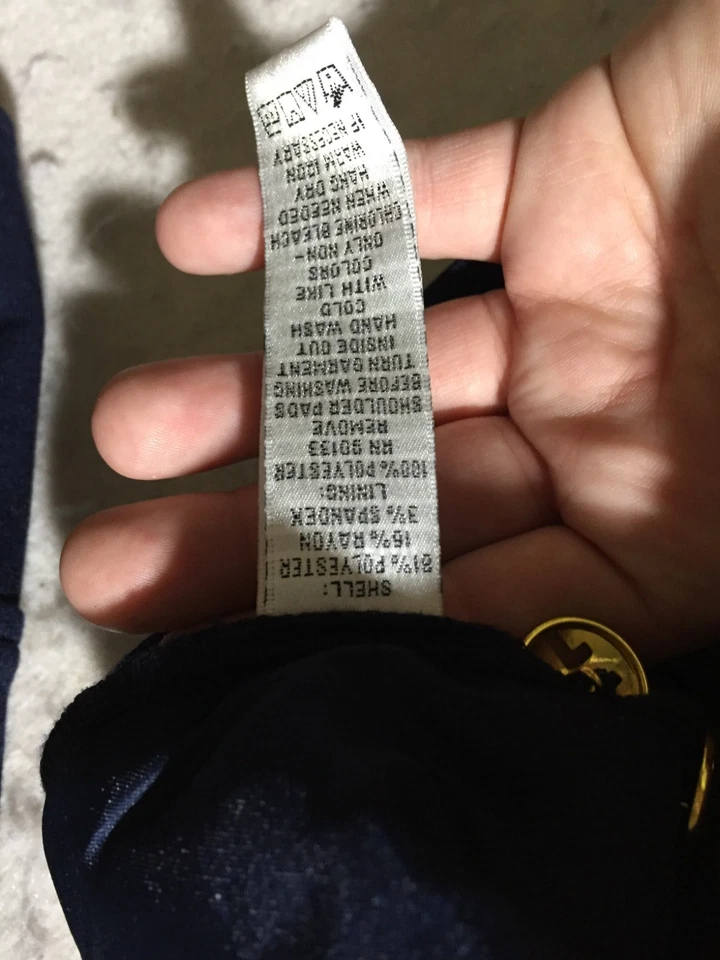 SHELL:
81% POLYESTER
16% RAYON
3% SPANDEX
LINING:
100% POLYESTER
RN 90133
REMOVE
SHOULDER PADS
BEFORE WASHING
TURN GARMENT
INSIDE OUT
HAND WASH
COLD
WITH LIKE
COLORS
ONLY NON-
CHLORINE BLEACH
WHEN NEEDED
HANG DRY
WARM IRON
IF NECESSARY